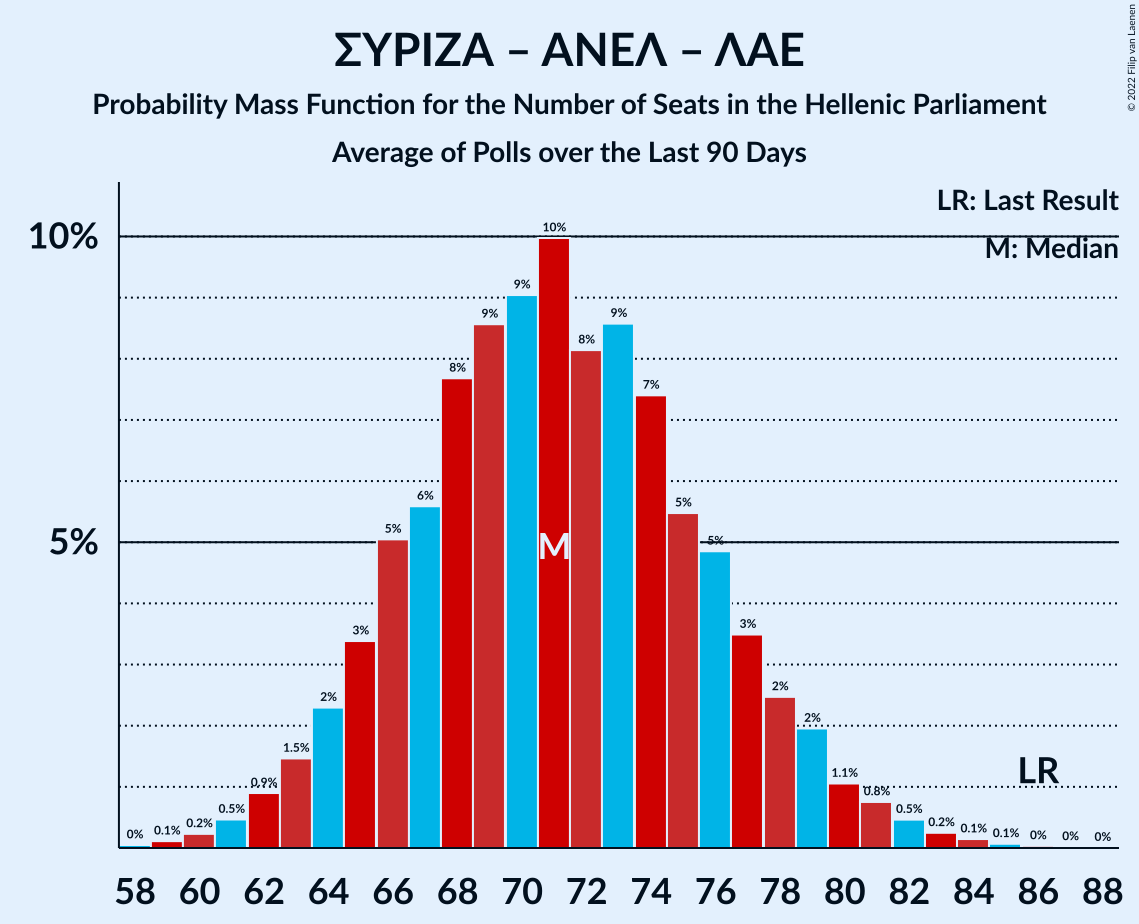 ΣΥΡΙΖΑ – ΑΝΕΛ – ΛΑΕ
Probability Mass Function for the Number of Seats in the Hellenic Parliament
Average of Polls over the Last 90 Days
© 2022 Filip van Laenen
LR: Last Result
M: Median
10%
5%
0% 0.1% 0.2% 0.5% 0.9% 1.5% 2% 3% 5% 6% 8% 9% 9% 10% 8% 9% 7% 5% 5% 3% 2% 2% 1.1% 0.8% 0.5% 0.2% 0.1% 0.1% 0% 0% 0%
M
LR
58 60 62 64 66 68 70 72 74 76 78 80 82 84 86 88